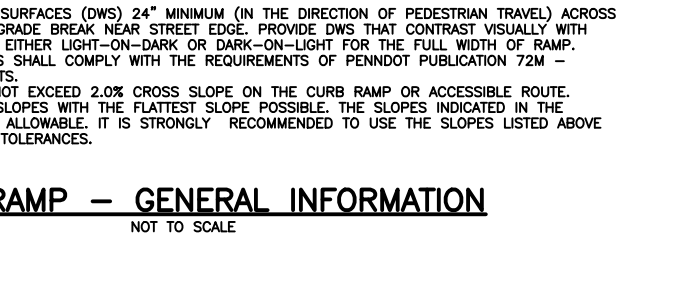 SURFACES (DWS) 24" MINIMUM (IN THE DIRECTION OF PEDESTRIAN TRAVEL) ACROSS
GRADE BREAK NEAR STREET EDGE. PROVIDE DWS THAT CONTRAST VISUALLY WITH
EITHER LIGHT-ON-DARK OR DARK-ON-LIGHT FOR THE FULL WIDTH OF RAMP.
S SHALL COMPLY WITH THE REQUIREMENTS OF PENNDOT PUBLICATION 72M -
TS.
NOT EXCEED 2.0% CROSS SLOPE ON THE CURB RAMP OR ACCESSIBLE ROUTE.
SLOPES WITH THE FLATTEST SLOPE POSSIBLE. THE SLOPES INDICATED IN THE
ALLOWABLE. IT IS STRONGLY RECOMMENDED TO USE THE SLOPES LISTED ABOVE
TOLERANCES.
RAMP - GENERAL INFORMATION
NOT TO SCALE